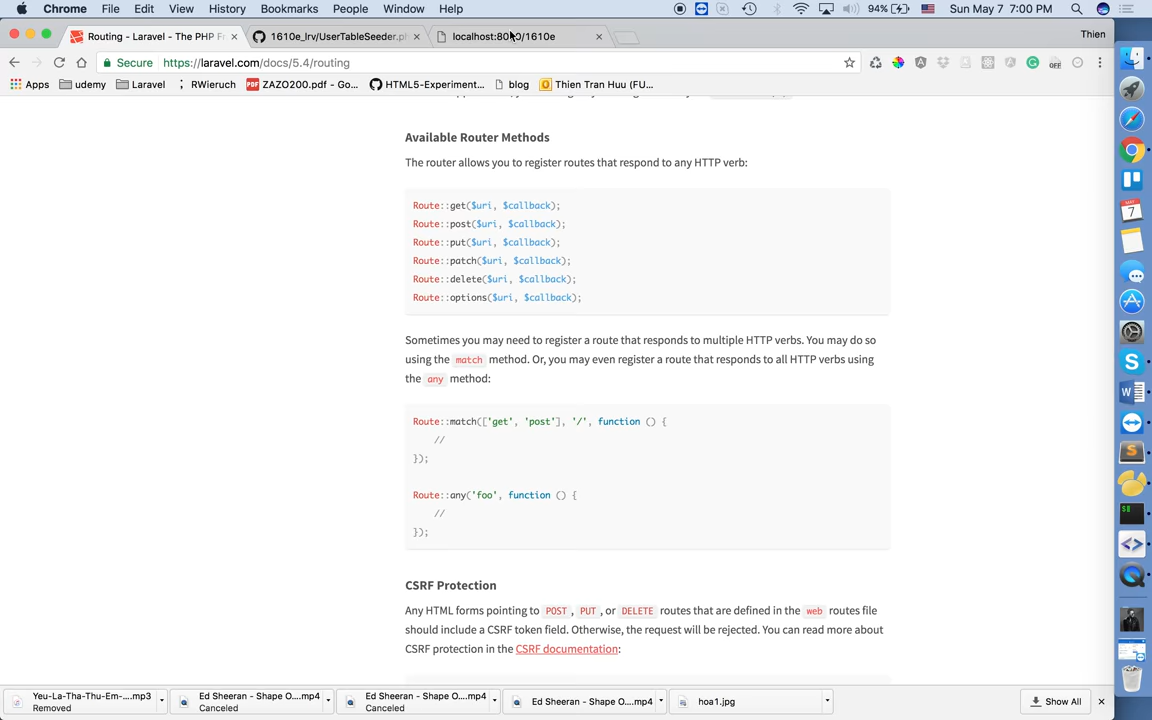 Chrome File Edit View History Bookmarks People Window Help 94% Sun May 7 7:00 PM
Routing - Laravel - The PHP F 1610e_lrv/UserTableSeeder.ph Thien
Secure https://laravel.com/docs/5.4/routing
Apps udemy Laravel RWieruch ZAZO200.pdf - Go... HTML5-Experiment... blog Thien Tran Huu (FU...
Available Router Methods
The router allows you to register routes that respond to any HTTP verb:
Route::get($uri, $callback);
Route::post($uri, $callback);
Route::put($uri, $callback);
Route::patch($uri, $callback);
Route::delete($uri, $callback);
Route::options($uri, $callback);
Sometimes you may need to register a route that responds to multiple HTTP verbs. You may do so
using the match method. Or, you may even register a route that responds to all HTTP verbs using
the any method:
Route::match(['get', 'post'], '/', function () {
//
});
Route::any('foo', function () {
//
});
CSRF Protection
Any HTML forms pointing to POST, PUT, or DELETE routes that are defined in the web routes file
should include a CSRF token field. Otherwise, the request will be rejected. You can read more about
CSRF protection in the CSRF documentation:
Yeu-La-Tha-Thu-Em-....mp3 Ed Sheeran - Shape O....mp4 Ed Sheeran - Shape O....mp4 Ed Sheeran - Shape O....mp4 hoa1.jpg Show All
Removed Canceled Canceled